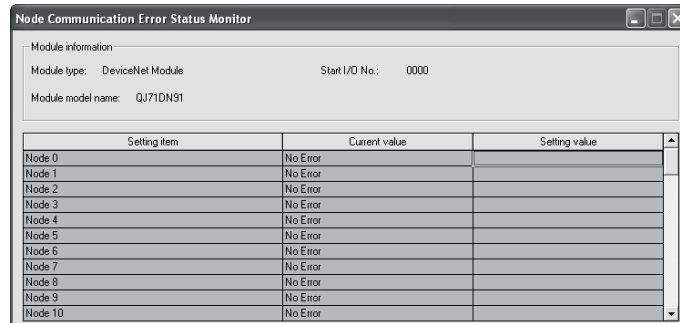 Node Communication Error Status Monitor
Module information
Module type: DeviceNet Module Start I/O No.: 0000
Module model name: QJ71DN91
Setting item Current value Setting value
Node 0 No Error
Node 1 No Error
Node 2 No Error
Node 3 No Error
Node 4 No Error
Node 5 No Error
Node 6 No Error
Node 7 No Error
Node 8 No Error
Node 9 No Error
Node 10 No Error